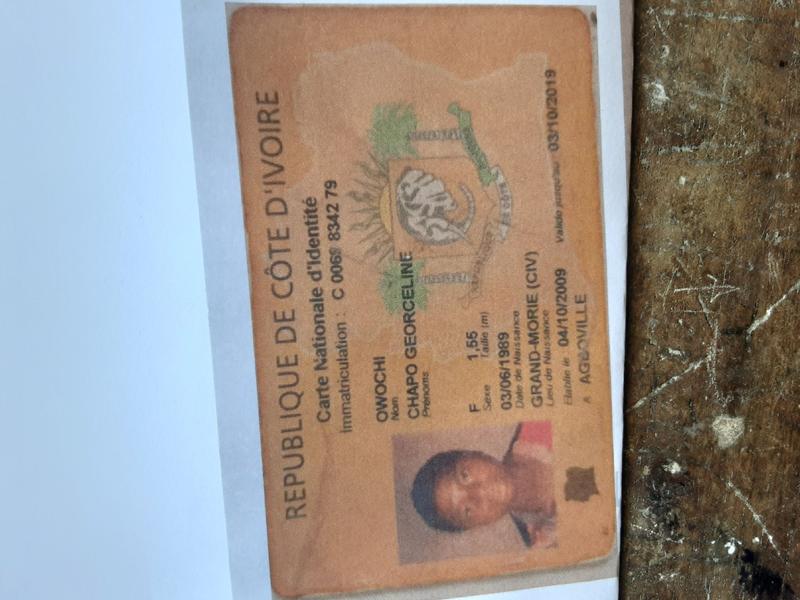 REPUBLIQUE DE CÔTE D'IVOIRE
Carte Nationale d'Identité
Immatriculation : C 0069 8342 79
OWOCHI
Nom
CHAPO GEORCELINE
Prénoms
F 1,55
Sexe Taille (m)
03/06/1989
Date de Naissance
GRAND-MORIE (CIV)
Lieu de Naissance
Etablie le 04/10/2009 Valide jusqu'au 03/10/2019
A AGBOVILLE